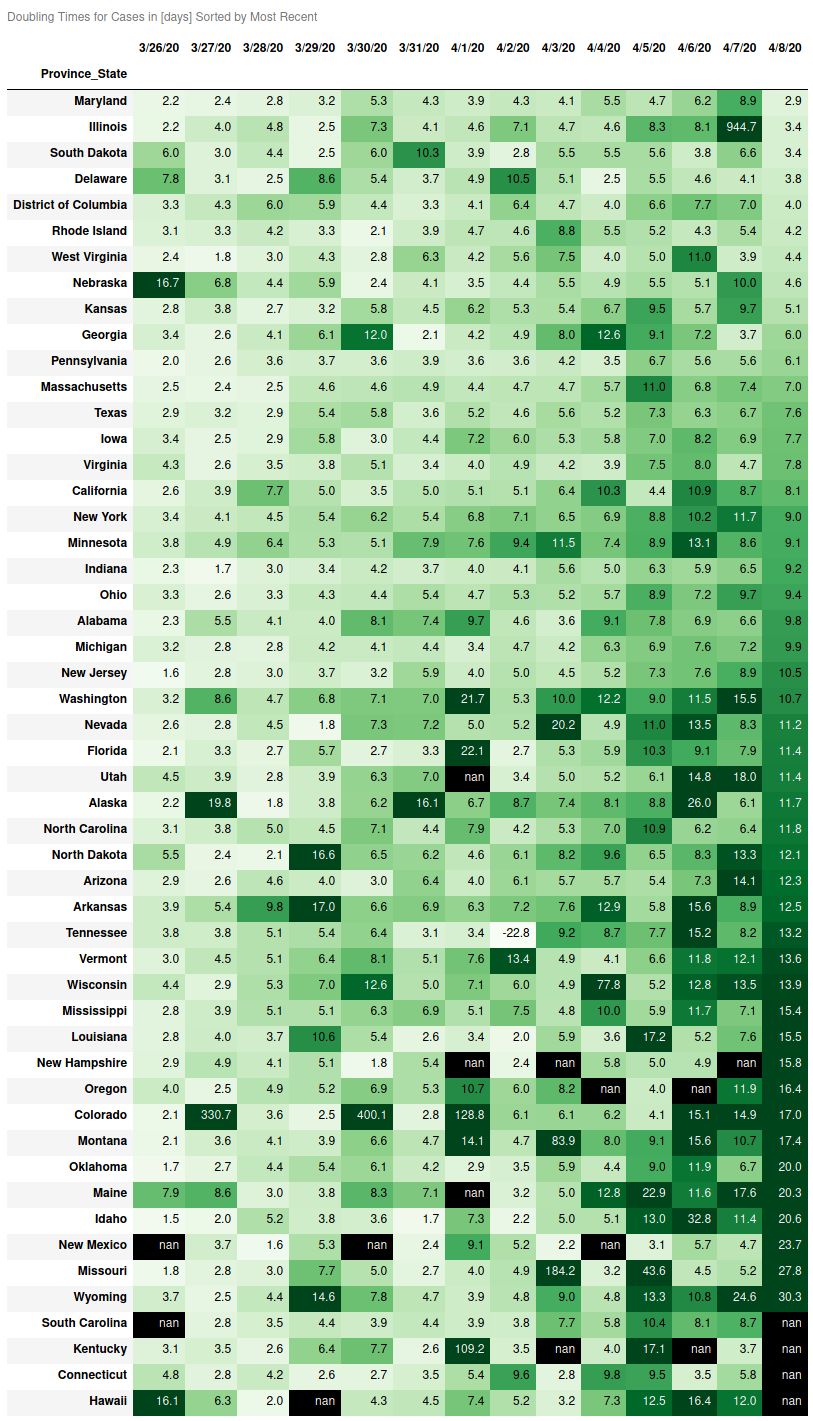 Doubling Times for Cases in [days] Sorted by Most Recent
3/26/20 3/27/20 3/28/20 3/29/20 3/30/20 3/31/20 4/1/20 4/2/20 4/3/20 4/4/20 4/5/20 4/6/20 4/7/20 4/8/20
Province_State
Maryland 2.2 2.4 2.8 3.2 5.3 4.3 3.9 4.3 4.1 5.5 4.7 6.2 8.9 2.9
Illinois 2.2 4.0 4.8 2.5 7.3 4.1 4.6 7.1 4.7 4.6 8.3 8.1 944.7 3.4
South Dakota 6.0 3.0 4.4 2.5 6.0 10.3 3.9 2.8 5.5 5.5 5.6 3.8 6.6 3.4
Delaware 7.8 3.1 2.5 8.6 5.4 3.7 4.9 10.5 5.1 2.5 5.5 4.6 4.1 3.8
District of Columbia 3.3 4.3 6.0 5.9 4.4 3.3 4.1 6.4 4.7 4.0 6.6 7.7 7.0 4.0
Rhode Island 3.1 3.3 4.2 3.3 2.1 3.9 4.7 4.6 8.8 5.5 5.2 4.3 5.4 4.2
West Virginia 2.4 1.8 3.0 4.3 2.8 6.3 4.2 5.6 7.5 4.0 5.0 11.0 3.9 4.4
Nebraska 16.7 6.8 4.4 5.9 2.4 4.1 3.5 4.4 5.5 4.9 5.5 5.1 10.0 4.6
Kansas 2.8 3.8 2.7 3.2 5.8 4.5 6.2 5.3 5.4 6.7 9.5 5.7 9.7 5.1
Georgia 3.4 2.6 4.1 6.1 12.0 2.1 4.2 4.9 8.0 12.6 9.1 7.2 3.7 6.0
Pennsylvania 2.0 2.6 3.6 3.7 3.6 3.9 3.6 3.6 4.2 3.5 6.7 5.6 5.6 6.1
Massachusetts 2.5 2.4 2.5 4.6 4.6 4.9 4.4 4.7 4.7 5.7 11.0 6.8 7.4 7.0
Texas 2.9 3.2 2.9 5.4 5.8 3.6 5.2 4.6 5.6 5.2 7.3 6.3 6.7 7.6
Iowa 3.4 2.5 2.9 5.8 3.0 4.4 7.2 6.0 5.3 5.8 7.0 8.2 6.9 7.7
Virginia 4.3 2.6 3.5 3.8 5.1 3.4 4.0 4.9 4.2 3.9 7.5 8.0 4.7 7.8
California 2.6 3.9 7.7 5.0 3.5 5.0 5.1 5.1 6.4 10.3 4.4 10.9 8.7 8.1
New York 3.4 4.1 4.5 5.4 6.2 5.4 6.8 7.1 6.5 6.9 8.8 10.2 11.7 9.0
Minnesota 3.8 4.9 6.4 5.3 5.1 7.9 7.6 9.4 11.5 7.4 8.9 13.1 8.6 9.1
Indiana 2.3 1.7 3.0 3.4 4.2 3.7 4.0 4.1 5.6 5.0 6.3 5.9 6.5 9.2
Ohio 3.3 2.6 3.3 4.3 4.4 5.4 4.7 5.3 5.2 5.7 8.9 7.2 9.7 9.4
Alabama 2.3 5.5 4.1 4.0 8.1 7.4 9.7 4.6 3.6 9.1 7.8 6.9 6.6 9.8
Michigan 3.2 2.8 2.8 4.1 4.1 4.4 3.4 4.7 4.2 6.3 6.9 7.6 7.2 9.9
New Jersey 1.6 2.8 3.0 3.7 3.2 5.9 4.0 5.0 4.5 5.2 7.3 7.6 8.9 10.5
Washington 3.2 8.6 4.7 6.8 7.1 7.0 21.7 5.3 10.0 12.2 9.0 11.5 15.5 10.7
Nevada 2.6 2.8 4.5 1.8 7.3 7.2 5.0 5.2 20.2 4.9 11.0 13.5 8.3 11.2
Florida 2.1 3.3 2.7 5.7 2.7 3.3 22.1 2.7 5.3 5.9 10.3 9.1 7.9 11.4
Utah 4.5 3.9 2.8 3.9 6.3 7.0 nan 3.4 5.0 5.2 6.1 14.8 18.0 11.4
Alaska 2.2 19.8 1.8 3.8 6.2 16.1 6.7 8.7 7.4 8.1 8.8 26.0 6.1 11.7
North Carolina 3.1 3.8 5.0 4.5 7.1 4.4 7.9 4.2 5.3 7.0 10.9 6.2 6.4 11.8
North Dakota 5.5 2.4 2.1 16.6 6.5 6.2 4.6 6.1 8.2 9.6 6.5 8.3 13.3 12.1
Arizona 2.9 2.6 4.6 4.0 3.0 6.4 4.0 6.1 5.7 5.7 5.4 7.3 14.1 12.3
Arkansas 3.9 5.4 9.8 17.0 6.6 6.9 6.3 7.2 7.6 12.9 5.8 15.6 8.9 12.5
Tennessee 3.8 3.8 5.1 5.4 6.4 3.1 3.4 -22.8 9.2 8.7 7.7 15.2 8.2 13.2
Vermont 3.0 4.5 5.1 6.4 8.1 5.1 7.6 13.4 4.9 4.1 6.6 11.8 12.1 13.6
Wisconsin 4.4 2.9 5.3 7.0 12.6 5.0 7.1 6.0 4.9 77.8 5.2 12.8 13.5 13.9
Mississippi 2.8 3.9 5.1 5.1 6.3 6.9 5.1 7.5 4.8 10.0 5.9 11.7 7.1 15.4
Louisiana 2.8 4.0 3.7 10.6 5.4 2.6 3.4 2.0 5.9 3.6 17.2 5.2 7.6 15.5
New Hampshire 2.9 4.9 4.1 5.1 1.8 5.4 nan 2.4 nan 5.8 5.0 4.9 nan 15.8
Oregon 4.0 2.5 4.9 5.2 6.9 5.3 10.7 6.0 8.2 nan 4.0 nan 11.9 16.4
Colorado 2.1 330.7 3.6 2.5 400.1 2.8 128.8 6.1 6.1 6.2 4.1 15.1 14.9 17.0
Montana 2.1 3.6 4.1 3.9 6.6 4.7 14.1 4.7 83.9 8.0 9.1 15.6 10.7 17.4
Oklahoma 1.7 2.7 4.4 5.4 6.1 4.2 2.9 3.5 5.9 4.4 9.0 11.9 6.7 20.0
Maine 7.9 8.6 3.0 3.8 8.3 7.1 nan 3.2 5.0 12.8 22.9 11.6 17.6 20.3
Idaho 1.5 2.0 5.2 3.8 3.6 1.7 7.3 2.2 5.0 5.1 13.0 32.8 11.4 20.6
New Mexico nan 3.7 1.6 5.3 nan 2.4 9.1 5.2 2.2 nan 3.1 5.7 4.7 23.7
Missouri 1.8 2.8 3.0 7.7 5.0 2.7 4.0 4.9 184.2 3.2 43.6 4.5 5.2 27.8
Wyoming 3.7 2.5 4.4 14.6 7.8 4.7 3.9 4.8 9.0 4.8 13.3 10.8 24.6 30.3
South Carolina nan 2.8 3.5 4.4 3.9 4.4 3.9 3.8 7.7 5.8 10.4 8.1 8.7 nan
Kentucky 3.1 3.5 2.6 6.4 7.7 2.6 109.2 3.5 nan 4.0 17.1 nan 3.7 nan
Connecticut 4.8 2.8 4.2 2.6 2.7 3.5 5.4 9.6 2.8 9.8 9.5 3.5 5.8 nan
Hawaii 16.1 6.3 2.0 nan 4.3 4.5 7.4 5.2 3.2 7.3 12.5 16.4 12.0 nan